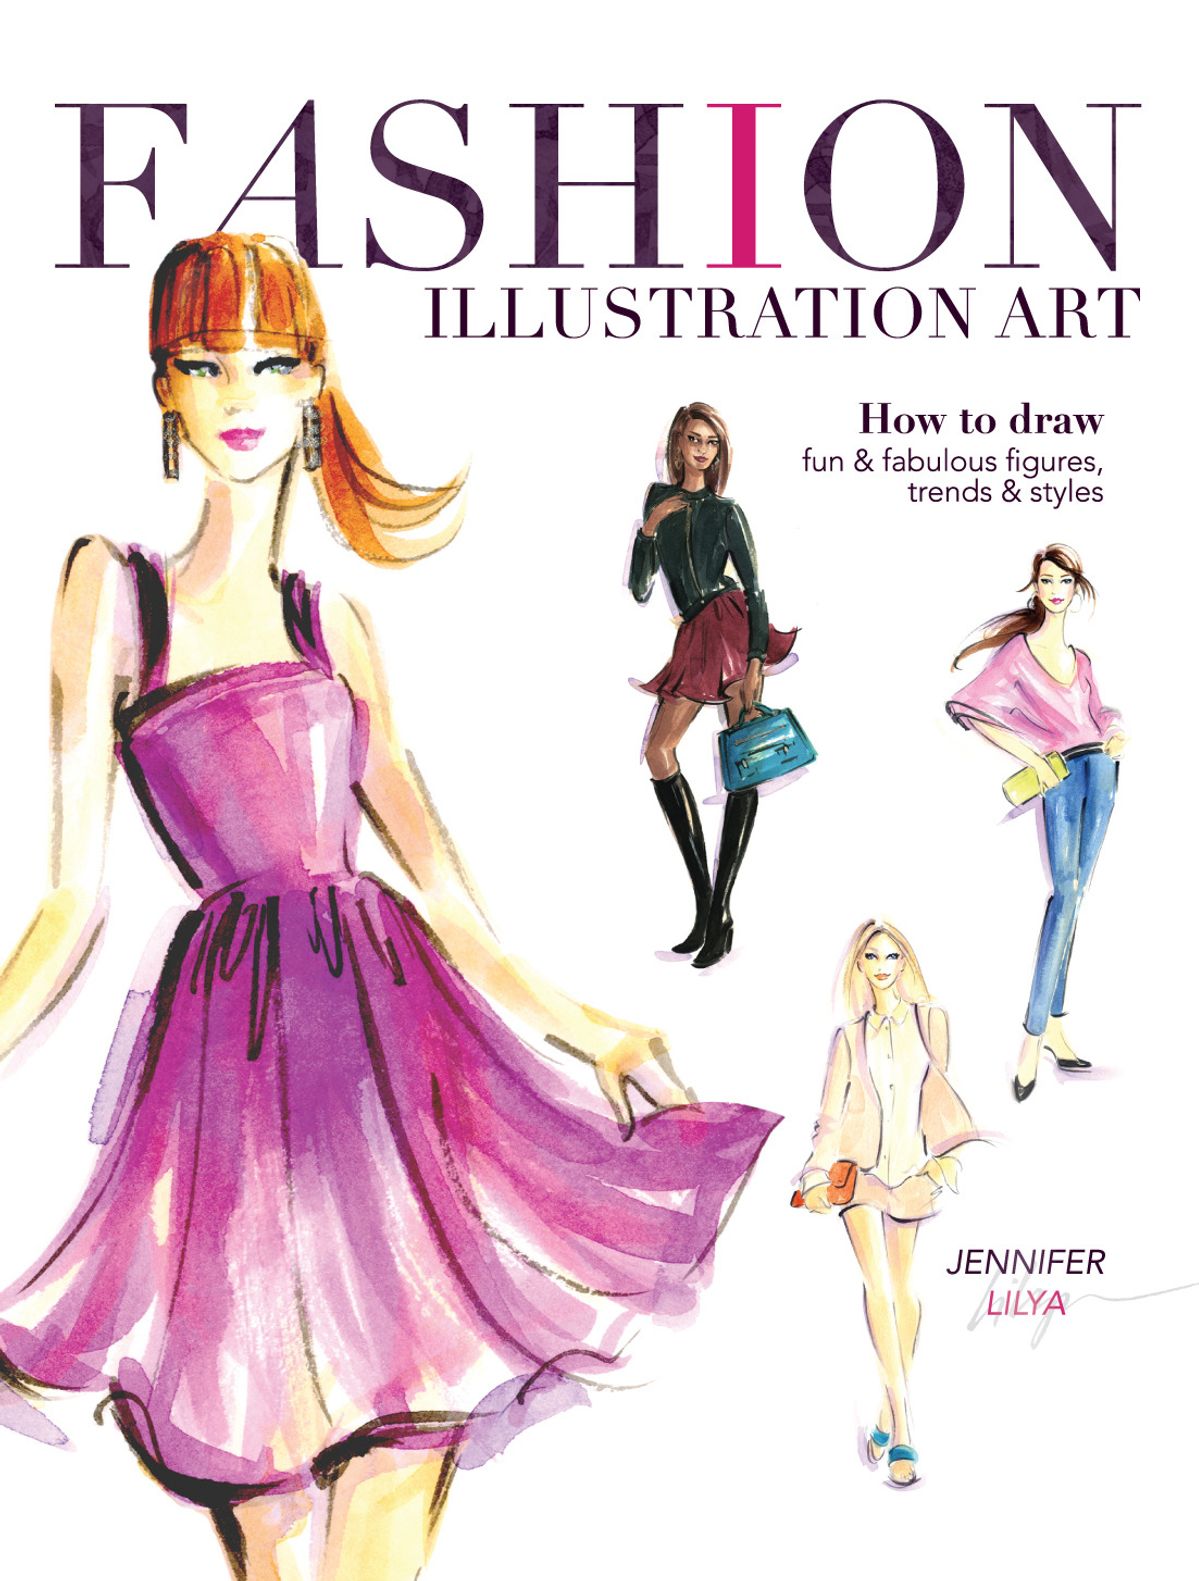 FASHION
ILLUSTRATION ART
How to draw
fun & fabulous figures,
trends & styles
JENNIFER
LILYA